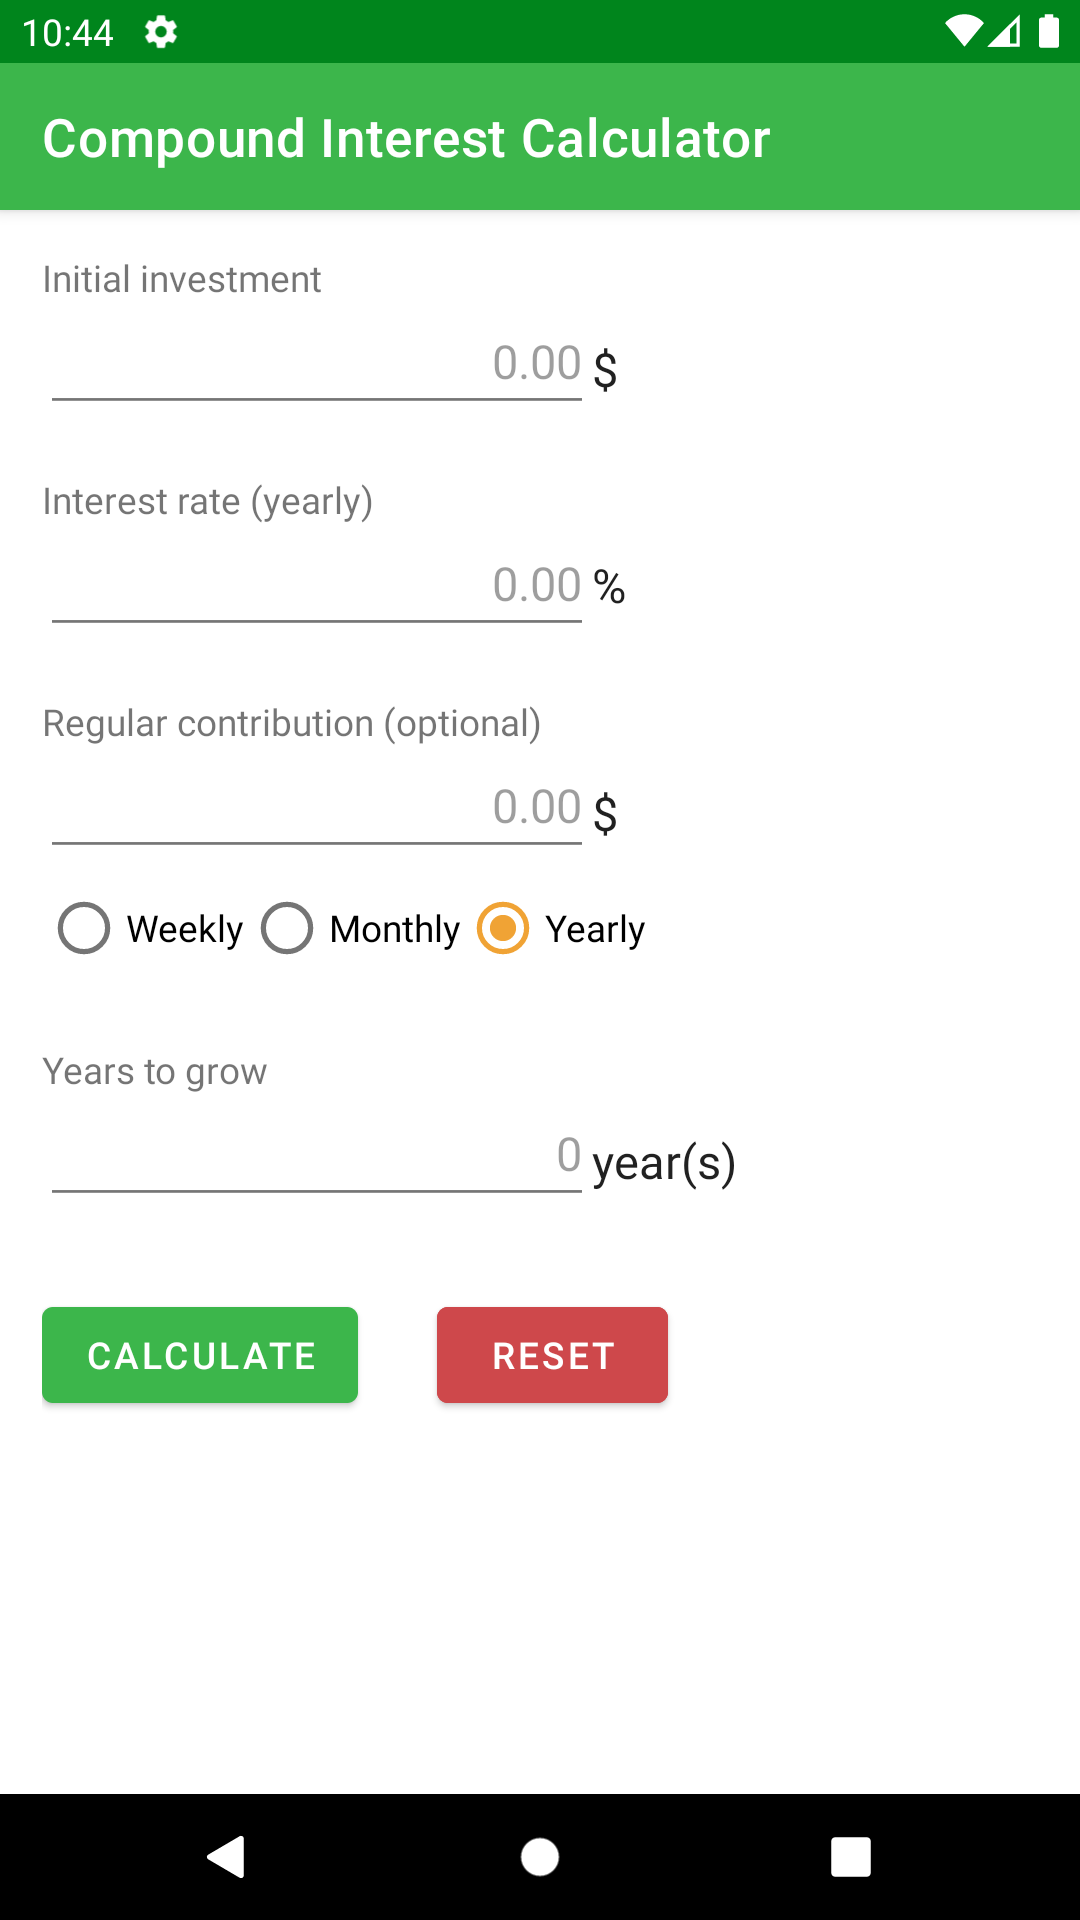 10:44
Compound Interest Calculator
Initial investment
0.00 $
Interest rate (yearly)
0.00 %
Regular contribution (optional)
0.00 $
Weekly Monthly Yearly
Years to grow
0 year(s)
CALCULATE RESET